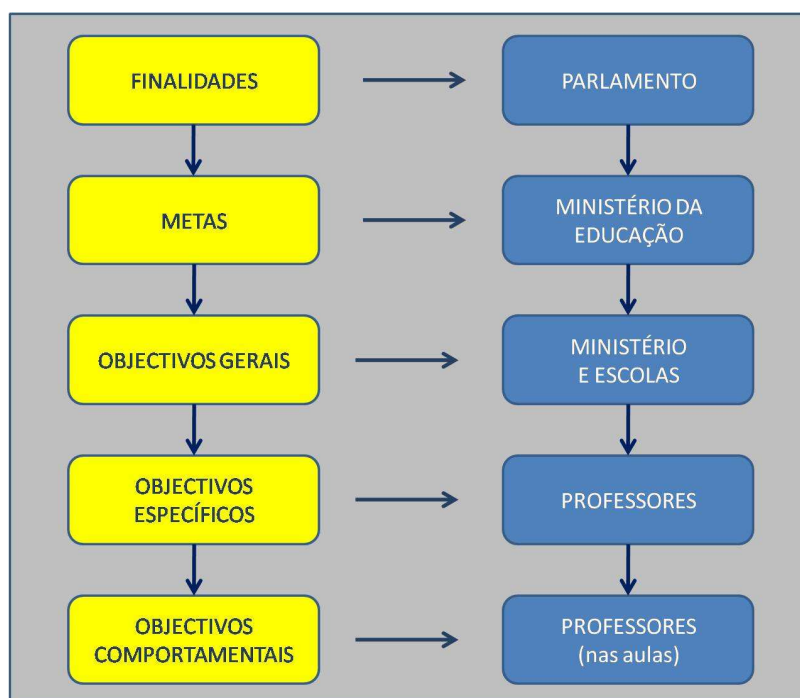 FINALIDADES
PARLAMENTO
METAS
MINISTÉRIO DA
EDUCAÇÃO
OBJECTIVOS GERAIS
MINISTÉRIO
E ESCOLAS
OBJECTIVOS
ESPECÍFICOS
PROFESSORES
OBJECTIVOS
COMPORTAMENTAIS
PROFESSORES
(nas aulas)